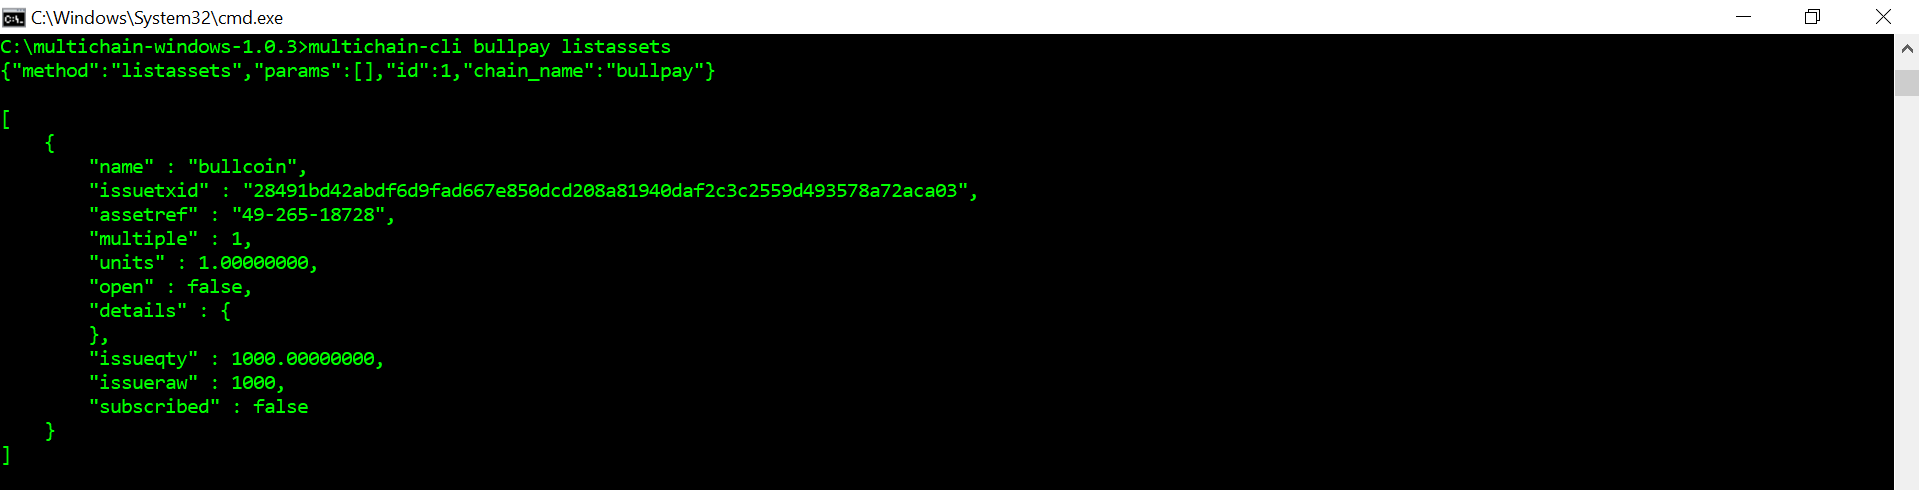 C:\Windows\System32\cmd.exe
C:\multichain-windows-1.0.3>multichain-cli bullpay listassets
{"method":"listassets","params":[],"id":1,"chain_name":"bullpay"}
[
    {
        "name" : "bullcoin",
        "issuetxid" : "28491bd42abdf6d9fad667e850dcd208a81940daf2c3c2559d493578a72aca03",
        "assetref" : "49-265-18728",
        "multiple" : 1,
        "units" : 1.00000000,
        "open" : false,
        "details" : {
        },
        "issueqty" : 1000.00000000,
        "issueraw" : 1000,
        "subscribed" : false
    }
]